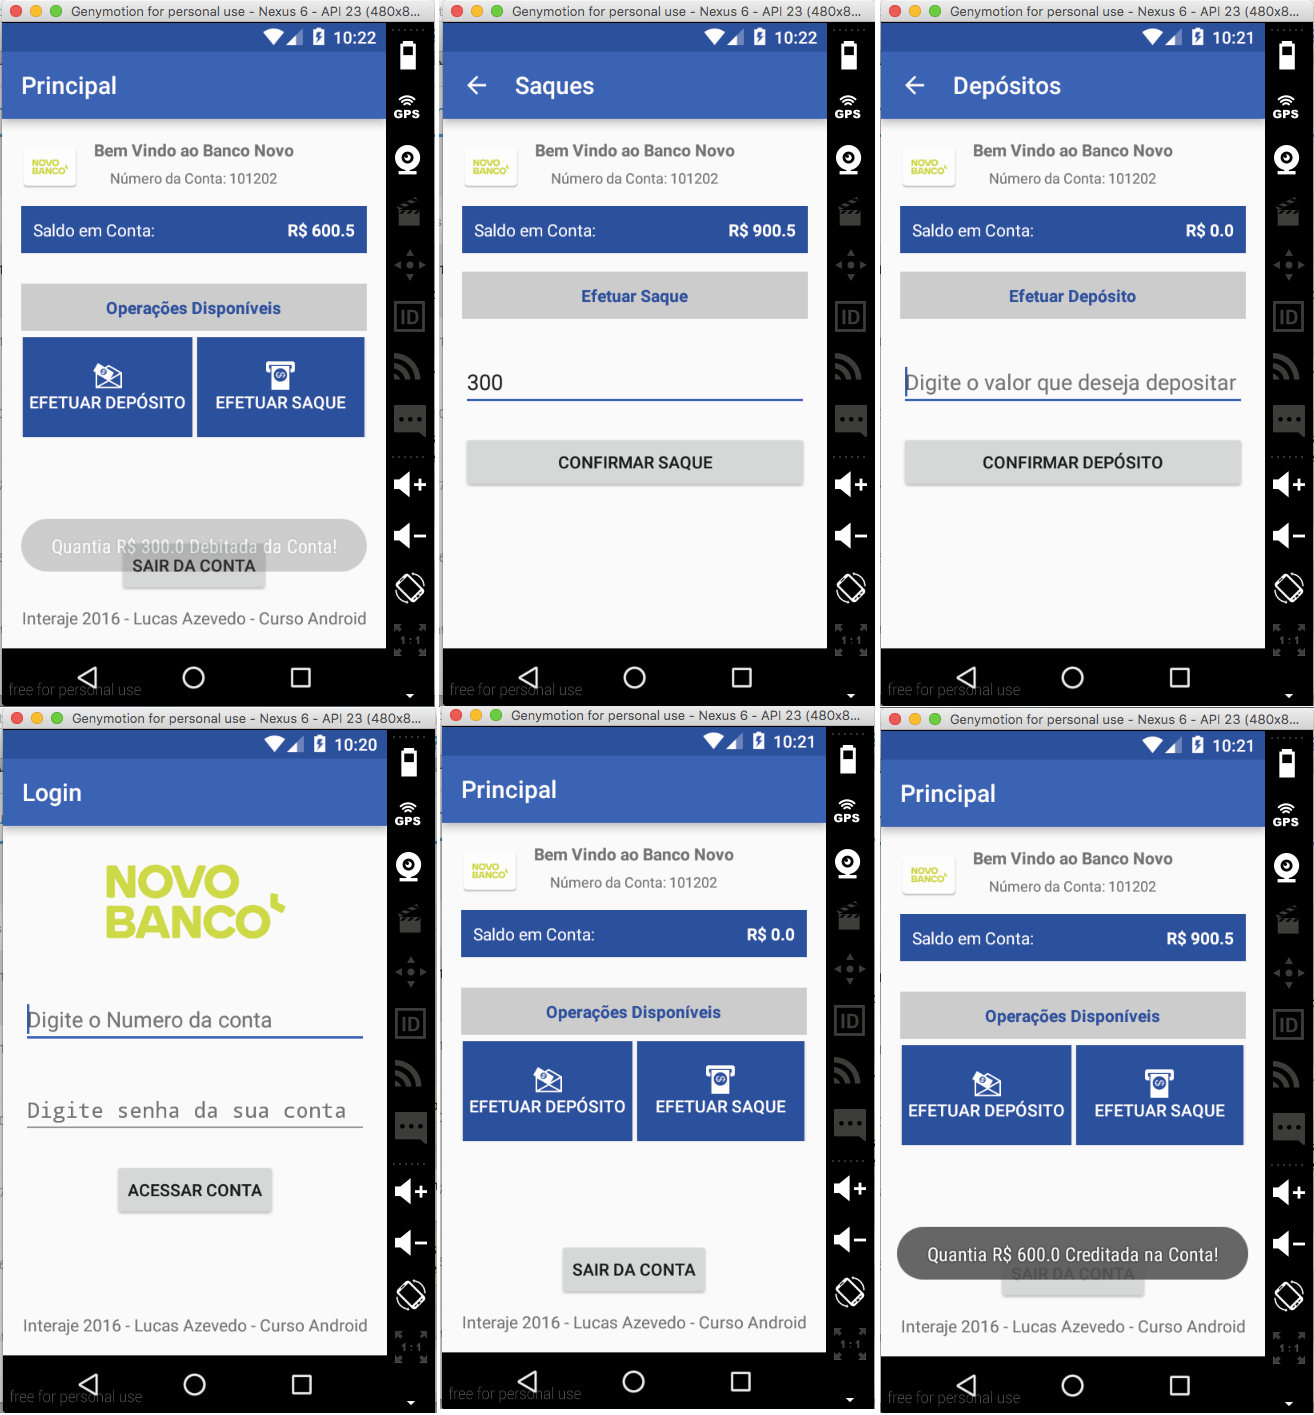 Genymotion for personal use - Nexus 6 - API 23 (480x8...
10:22
Principal
GPS
NOVO
BANCO
Bem Vindo ao Banco Novo
Número da Conta: 101202
Saldo em Conta: R$ 600.5
Operações Disponíveis
EFETUAR DEPÓSITO EFETUAR SAQUE
ID
Quantia R$ 300.0 Debitada da Conta!
SAIR DA CONTA
Interaje 2016 - Lucas Azevedo - Curso Android
1:1
free for personal use
Genymotion for personal use - Nexus 6 - API 23 (480x8...
10:22
Saques
GPS
NOVO
BANCO
Bem Vindo ao Banco Novo
Número da Conta: 101202
Saldo em Conta: R$ 900.5
Efetuar Saque
ID
300
CONFIRMAR SAQUE
1:1
free for personal use
Genymotion for personal use - Nexus 6 - API 23 (480x8...
10:21
Depósitos
GPS
NOVO
BANCO
Bem Vindo ao Banco Novo
Número da Conta: 101202
Saldo em Conta: R$ 0.0
Efetuar Depósito
ID
Digite o valor que deseja depositar
CONFIRMAR DEPÓSITO
1:1
free for personal use
Genymotion for personal use - Nexus 6 - API 23 (480x8...
10:20
Login
GPS
NOVO
BANCO
Digite o Numero da conta
ID
Digite senha da sua conta
ACESSAR CONTA
Interaje 2016 - Lucas Azevedo - Curso Android
1:1
free for personal use
Genymotion for personal use - Nexus 6 - API 23 (480x8...
10:21
Principal
GPS
NOVO
BANCO
Bem Vindo ao Banco Novo
Número da Conta: 101202
Saldo em Conta: R$ 0.0
Operações Disponíveis
ID
EFETUAR DEPÓSITO EFETUAR SAQUE
SAIR DA CONTA
Interaje 2016 - Lucas Azevedo - Curso Android
1:1
free for personal use
Genymotion for personal use - Nexus 6 - API 23 (480x8...
10:21
Principal
GPS
NOVO
BANCO
Bem Vindo ao Banco Novo
Número da Conta: 101202
Saldo em Conta: R$ 900.5
Operações Disponíveis
ID
EFETUAR DEPÓSITO EFETUAR SAQUE
Quantia R$ 600.0 Creditada na Conta!
SAIR DA CONTA
Interaje 2016 - Lucas Azevedo - Curso Android
1:1
free for personal use